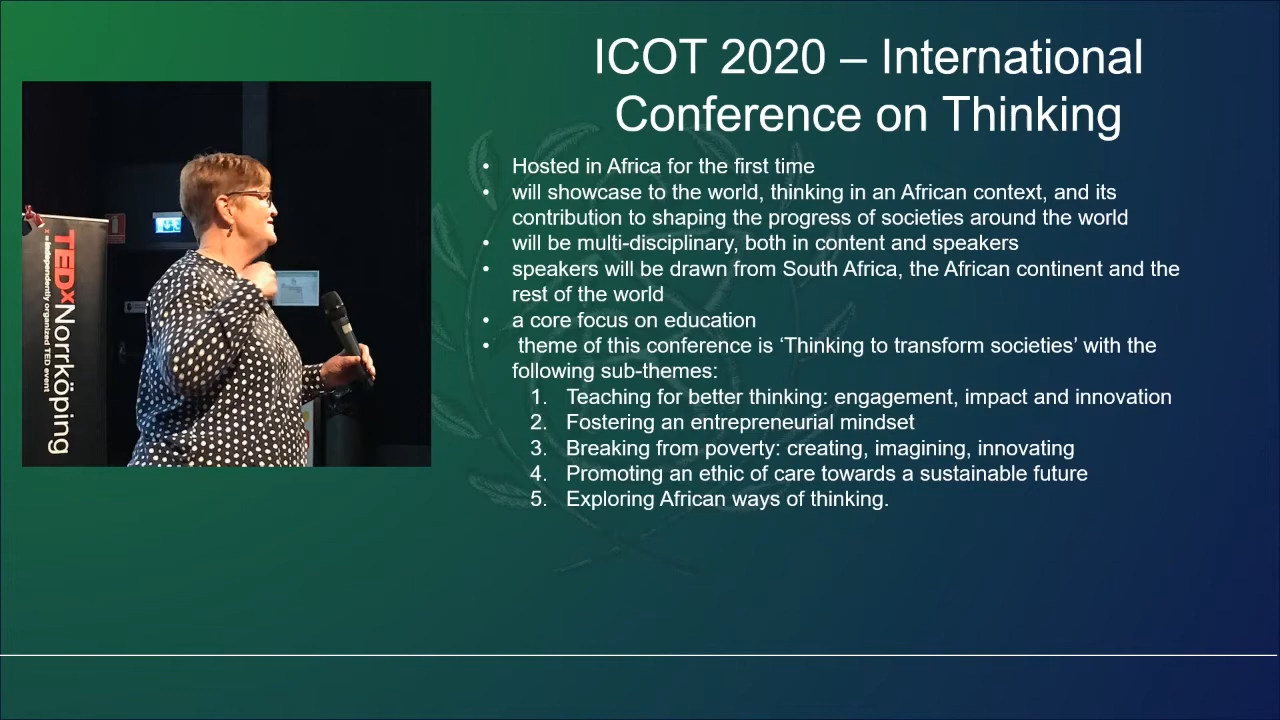 ICOT 2020 – International
Conference on Thinking
• Hosted in Africa for the first time
• will showcase to the world, thinking in an African context, and its
contribution to shaping the progress of societies around the world
• will be multi-disciplinary, both in content and speakers
• speakers will be drawn from South Africa, the African continent and the
rest of the world
• a core focus on education
• theme of this conference is ‘Thinking to transform societies’ with the
following sub-themes:
1. Teaching for better thinking: engagement, impact and innovation
2. Fostering an entrepreneurial mindset
3. Breaking from poverty: creating, imagining, innovating
4. Promoting an ethic of care towards a sustainable future
5. Exploring African ways of thinking.
TEDxNorrköping
x = independently organized TED event